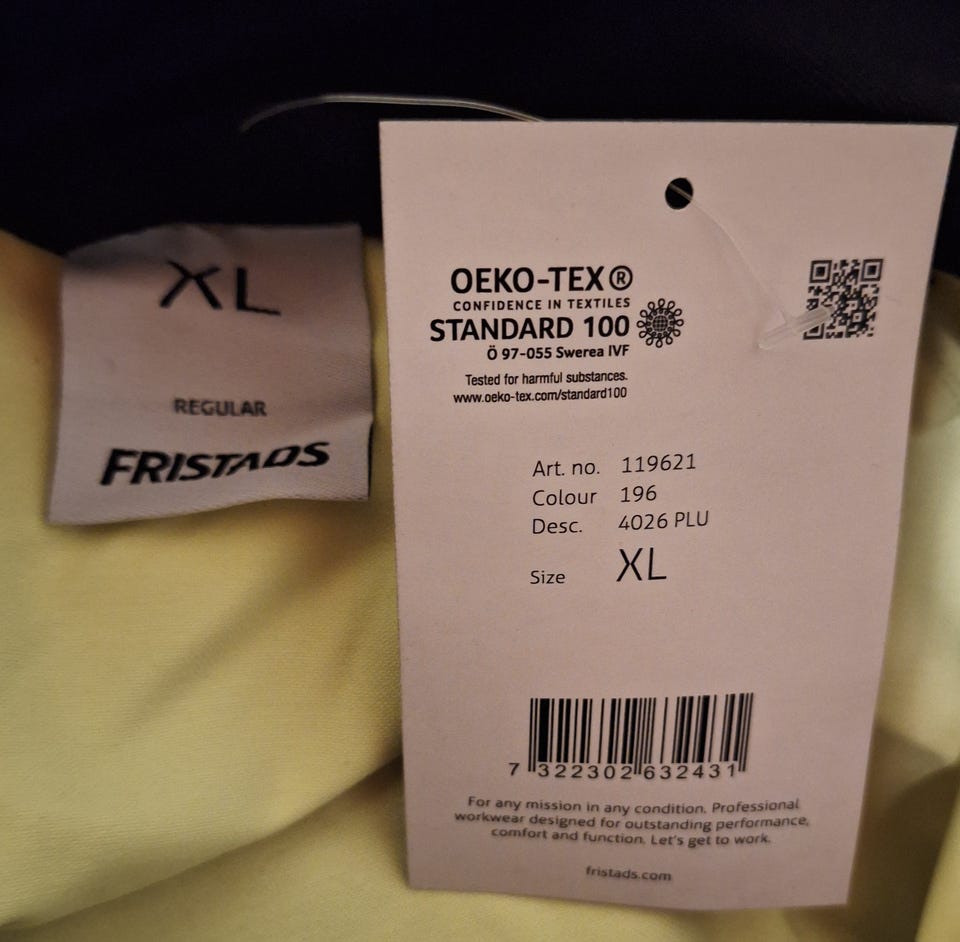 XL
REGULAR
FRISTADS
OEKO-TEX®
CONFIDENCE IN TEXTILES
STANDARD 100
Ö 97-055 Swerea IVF
Tested for harmful substances.
www.oeko-tex.com/standard100
Art. no. 119621
Colour 196
Desc. 4026 PLU
Size XL
7 322302 632431
For any mission in any condition. Professional
workwear designed for outstanding performance,
comfort and function. Let's get to work.
fristads.com